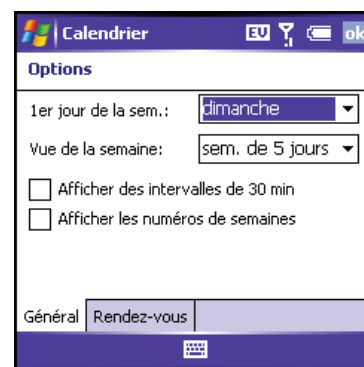 Calendrier EU ok
Options
1er jour de la sem.: dimanche
Vue de la semaine: sem. de 5 jours
Afficher des intervalles de 30 min
Afficher les numéros de semaines
Général Rendez-vous